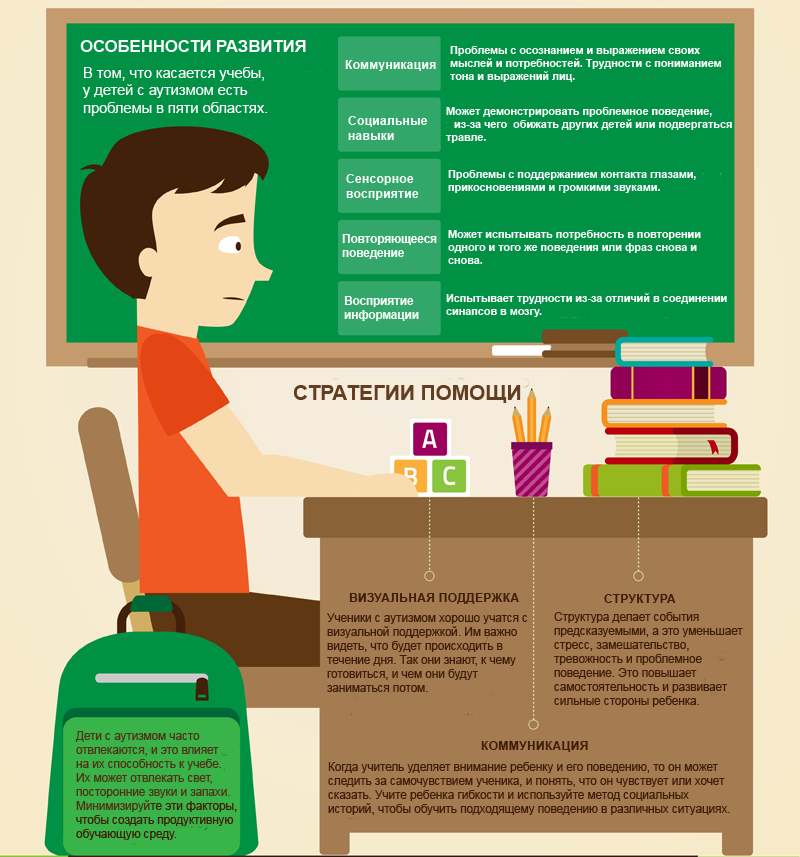 ОСОБЕННОСТИ РАЗВИТИЯ
В том, что касается учебы,
у детей с аутизмом есть
проблемы в пяти областях.
Коммуникация
Проблемы с осознанием и выражением своих
мыслей и потребностей. Трудности с пониманием
тона и выражений лиц.
Социальные
навыки
Может демонстрировать проблемное поведение,
из-за чего обижать других детей или подвергаться
травле.
Сенсорное
восприятие
Проблемы с поддержанием контакта глазами,
прикосновениями и громкими звуками.
Повторяющееся
поведение
Может испытывать потребность в повторении
одного и того же поведения или фраз снова и
снова.
Восприятие
информации
Испытывает трудности из-за отличий в соединении
синапсов в мозгу.
СТРАТЕГИИ ПОМОЩИ
A
B C
ВИЗУАЛЬНАЯ ПОДДЕРЖКА
Ученики с аутизмом хорошо учатся с
визуальной поддержкой. Им важно
видеть, что будет происходить в
течение дня. Так они знают, к чему
готовиться, и чем они будут
заниматься потом.
СТРУКТУРА
Структура делает события
предсказуемыми, а это уменьшает
стресс, замешательство,
тревожность и проблемное
поведение. Это повышает
самостоятельность и развивает
сильные стороны ребенка.
КОММУНИКАЦИЯ
Когда учитель уделяет внимание ребенку и его поведению, то он может
следить за самочувствием ученика, и понять, что он чувствует или хочет
сказать. Учите ребенка гибкости и используйте метод социальных
историй, чтобы обучить подходящему поведению в различных ситуациях.
Дети с аутизмом часто
отвлекаются, и это влияет
на их способность к учебе.
Их может отвлекать свет,
посторонние звуки и запахи.
Минимизируйте эти факторы,
чтобы создать продуктивную
обучающую среду.